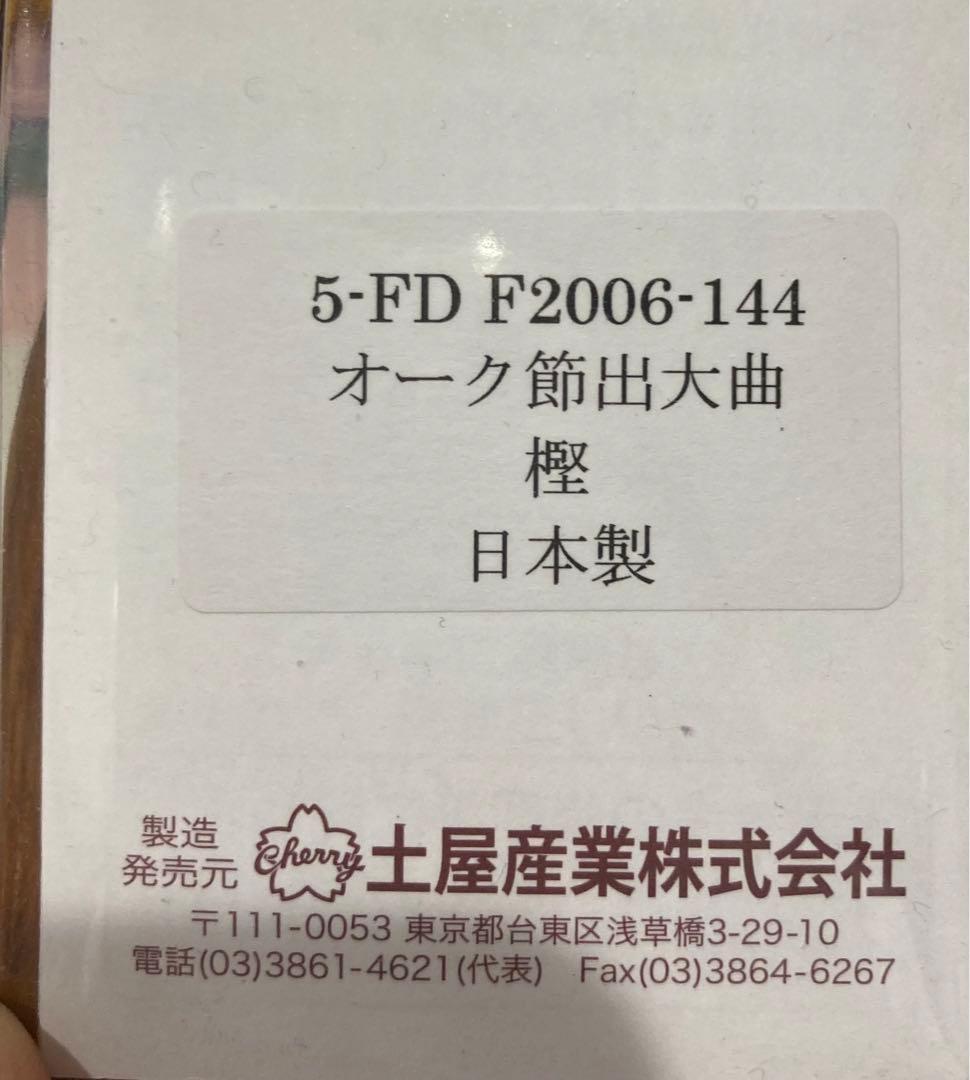 5-FD F2006-144
オーク節出大曲
樫
日本製
製造
発売元 Cherry 土屋産業株式会社
〒111-0053 東京都台東区浅草橋3-29-10
電話(03)3861-4621(代表) Fax(03)3864-6267